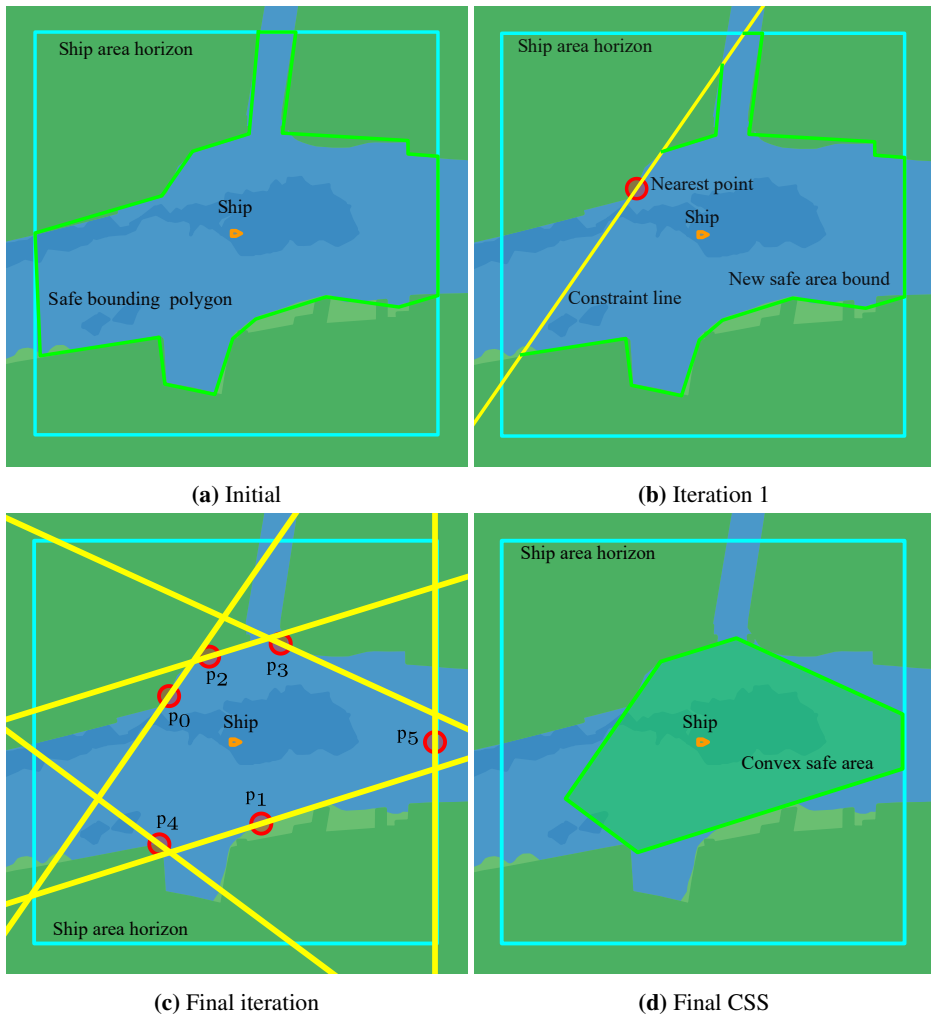 Ship area horizon
Ship
Safe bounding polygon
(a) Initial
Ship area horizon
Nearest point
Ship
New safe area bound
Constraint line
(b) Iteration 1
p3
p2
p0
Ship
p5
p1
p4
Ship area horizon
(c) Final iteration
Ship area horizon
Ship
Convex safe area
(d) Final CSS